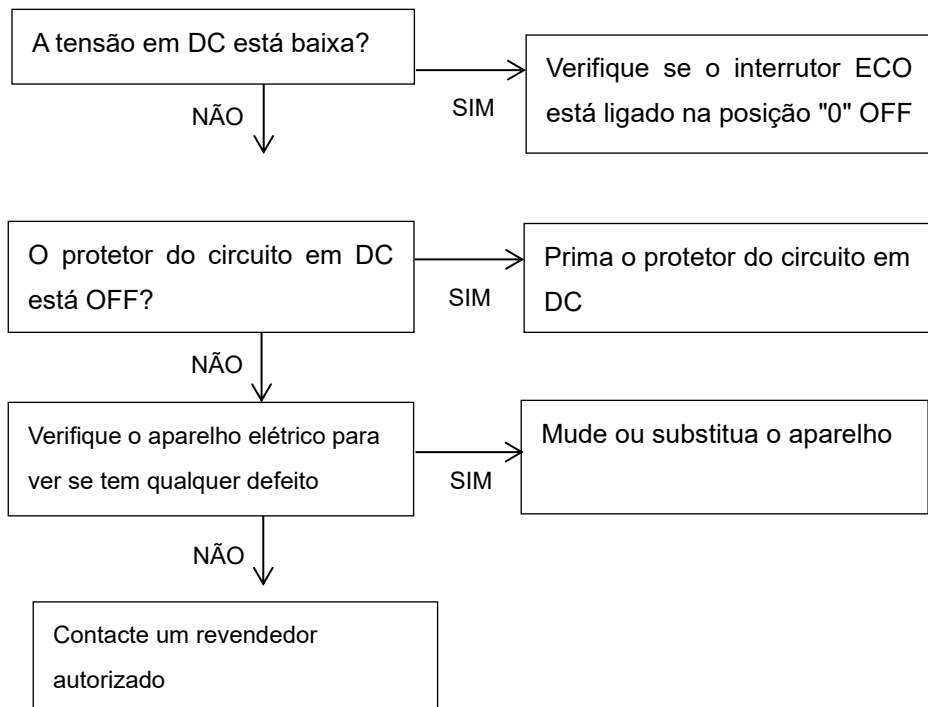 A tensão em DC está baixa?
Verifique se o interrutor ECO
está ligado na posição "0" OFF
NÃO
SIM
O protetor do circuito em DC
está OFF?
Prima o protetor do circuito em
DC
SIM
NÃO
Verifique o aparelho elétrico para
ver se tem qualquer defeito
Mude ou substitua o aparelho
SIM
NÃO
Contacte um revendedor
autorizado